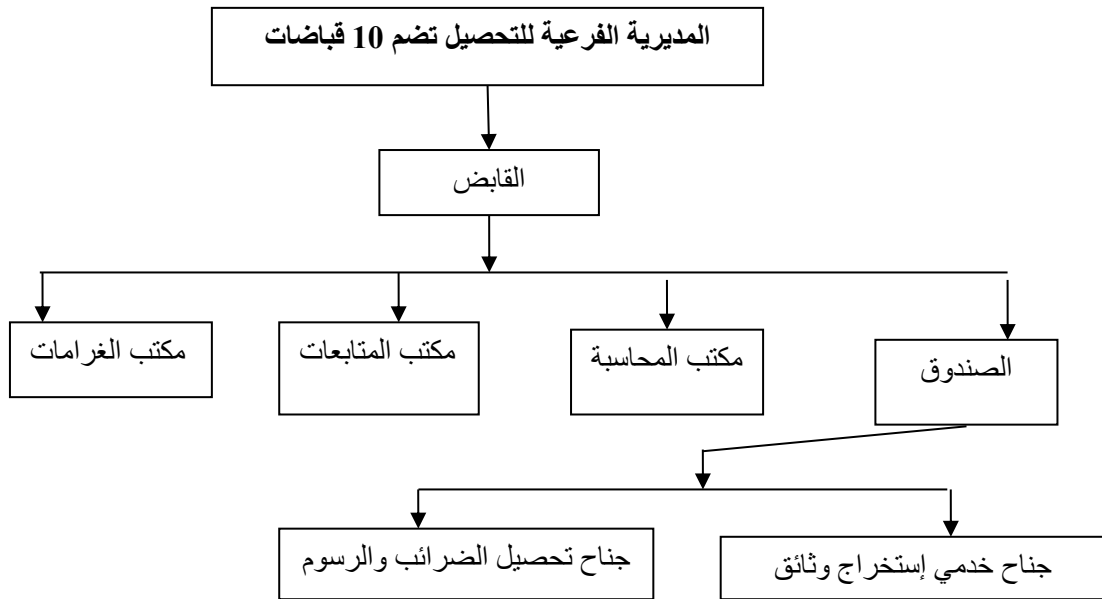 المديرية الفرعية للتحصيل تضم 10 قباضات
القابض
الصندوق
مكتب المحاسبة
مكتب المتابعات
مكتب الغرامات
جناح خدمي إستخراج وثائق
جناح تحصيل الضرائب والرسوم